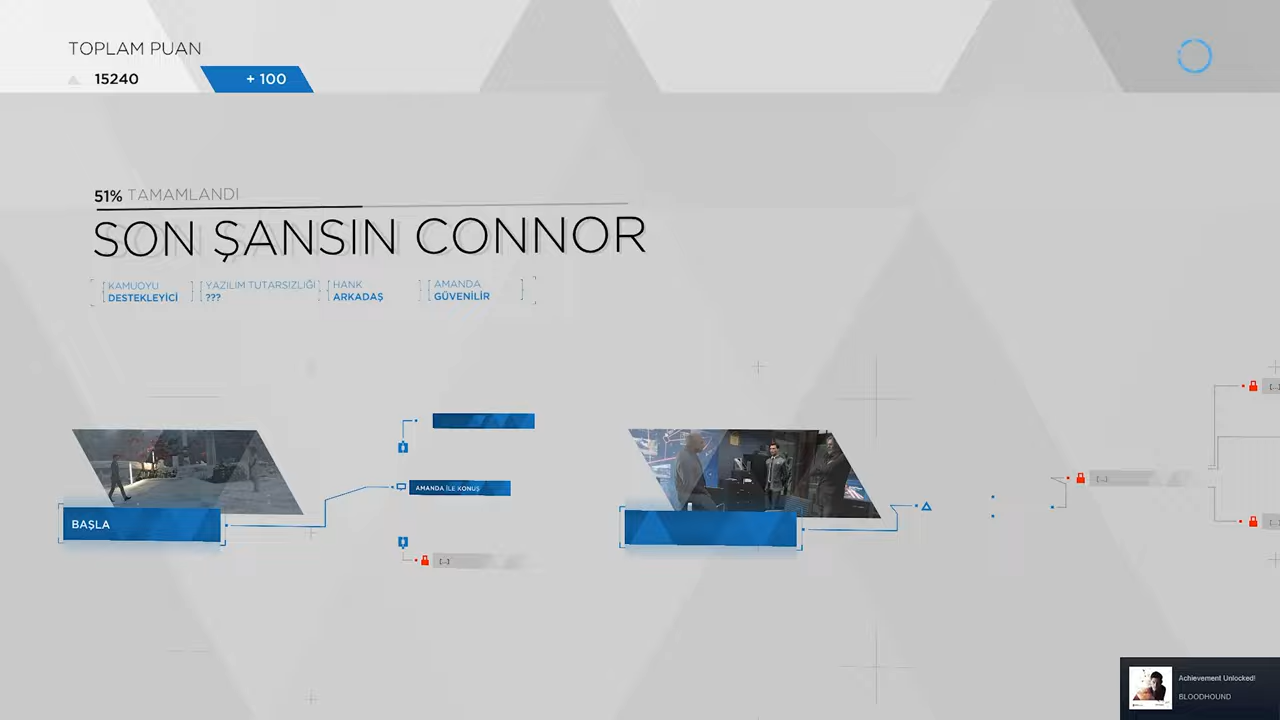 TOPLAM PUAN
15240
+ 100
51% TAMAMLANDI
SON ŞANSIN CONNOR
KAMUOYU
DESTEKLEYİCİ
YAZILIM TUTARSIZLIĞI
???
HANK
ARKADAŞ
AMANDA
GÜVENİLİR
AMANDA İLE KONUŞ
BAŞLA
[...]
[...]
[...]
[...]
Achievement Unlocked!
BLOODHOUND